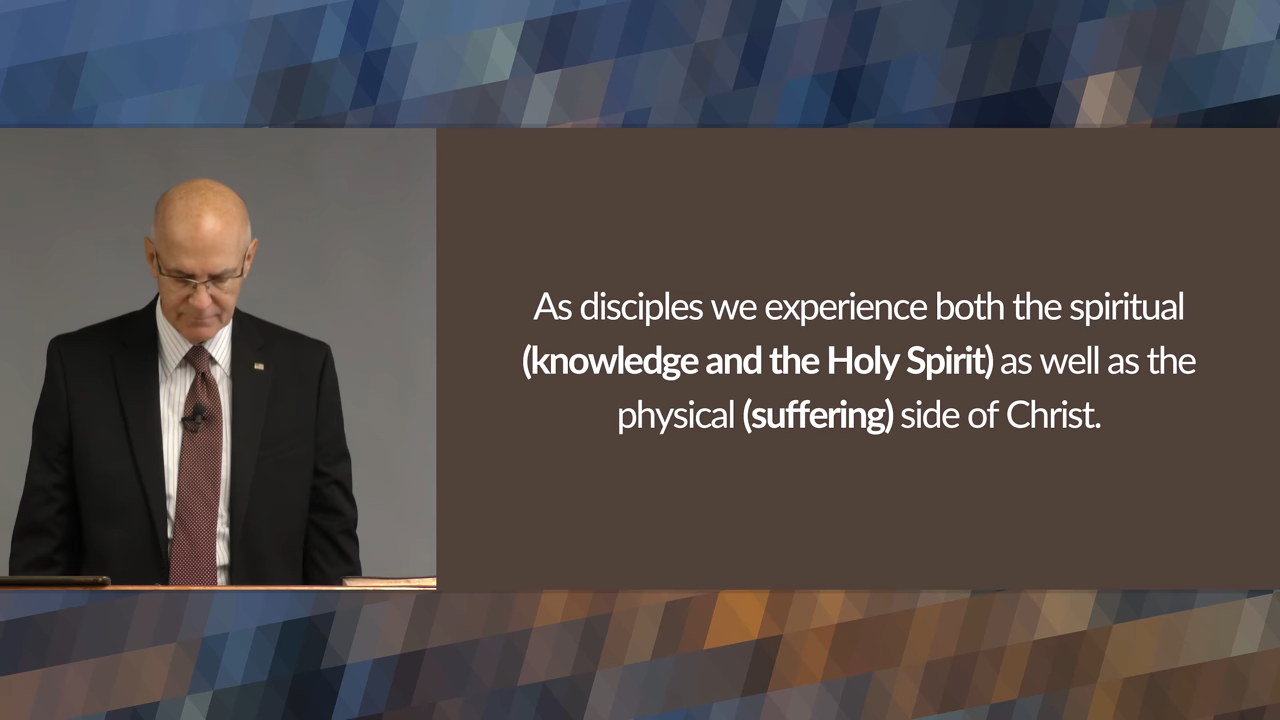 As disciples we experience both the spiritual
(knowledge and the Holy Spirit) as well as the
physical (suffering) side of Christ.